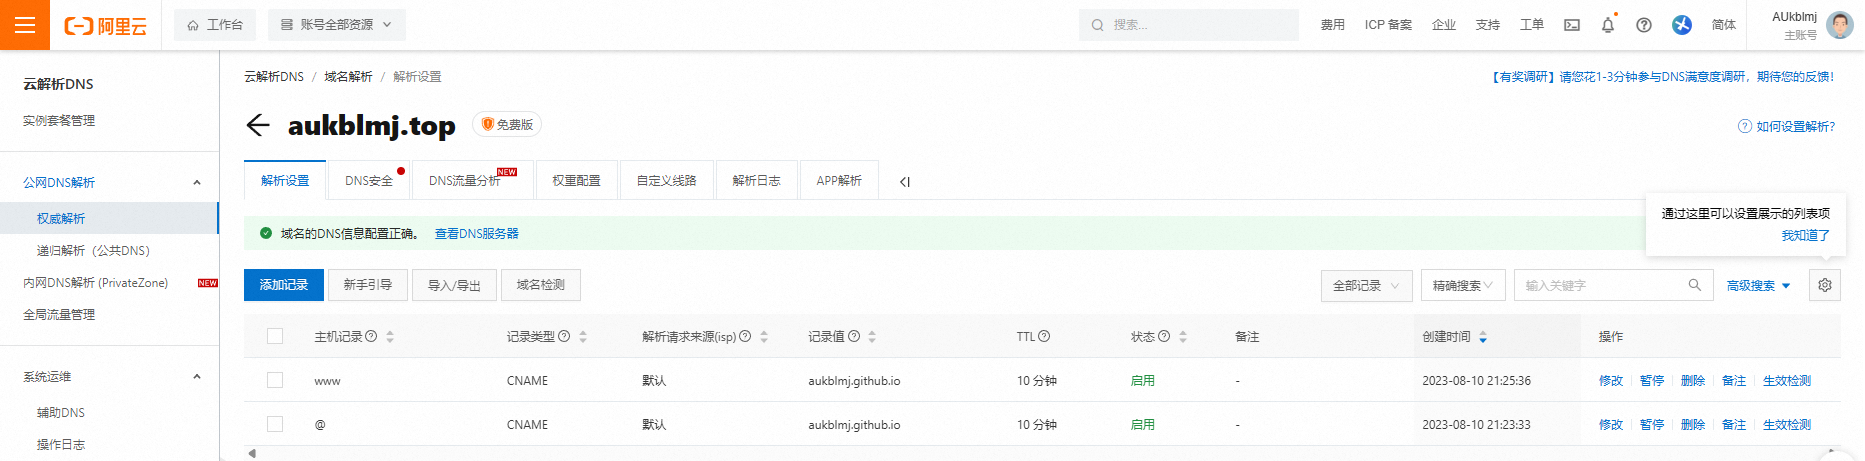 阿里云 工作台 账号全部资源 搜索... 费用 ICP 备案 企业 支持 工单 简体 AUkblmj
主账号
云解析DNS
实例套餐管理
公网DNS解析
权威解析
递归解析（公共DNS）
内网DNS解析 (PrivateZone) NEW
全局流量管理
系统运维
辅助DNS
操作日志
云解析DNS / 域名解析 / 解析设置
【有奖调研】请您花1-3分钟参与DNS满意度调研，期待您的反馈！
aukblmj.top 免费版
如何设置解析?
解析设置 DNS安全 DNS流量分析 NEW 权重配置 自定义线路 解析日志 APP解析
通过这里可以设置展示的列表项
我知道了
域名的DNS信息配置正确。 查看DNS服务器
添加记录 新手引导 导入/导出 域名检测 全部记录 精确搜索 输入关键字 高级搜索
主机记录 记录类型 解析请求来源(isp) 记录值 TTL 状态 备注 创建时间 操作
www CNAME 默认 aukblmj.github.io 10 分钟 启用 - 2023-08-10 21:25:36 修改 暂停 删除 备注 生效检测
@ CNAME 默认 aukblmj.github.io 10 分钟 启用 - 2023-08-10 21:23:33 修改 暂停 删除 备注 生效检测